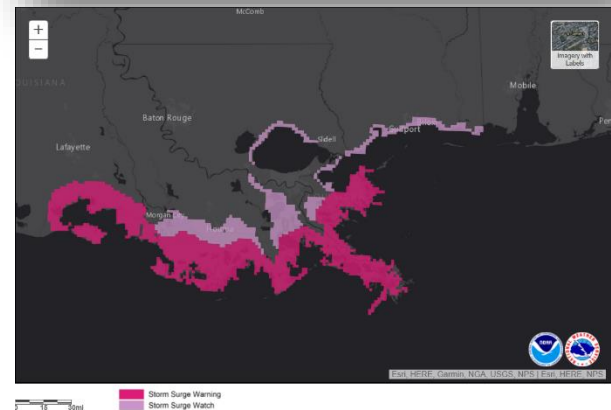 McComb
+
−
Imagery with
Labels
Mobile
Baton Rouge
Slidell
Lafayette
Morgan City
Esri, HERE, Garmin, NGA, USGS, NPS | Esri, HERE, NPS
Storm Surge Warning
Storm Surge Watch